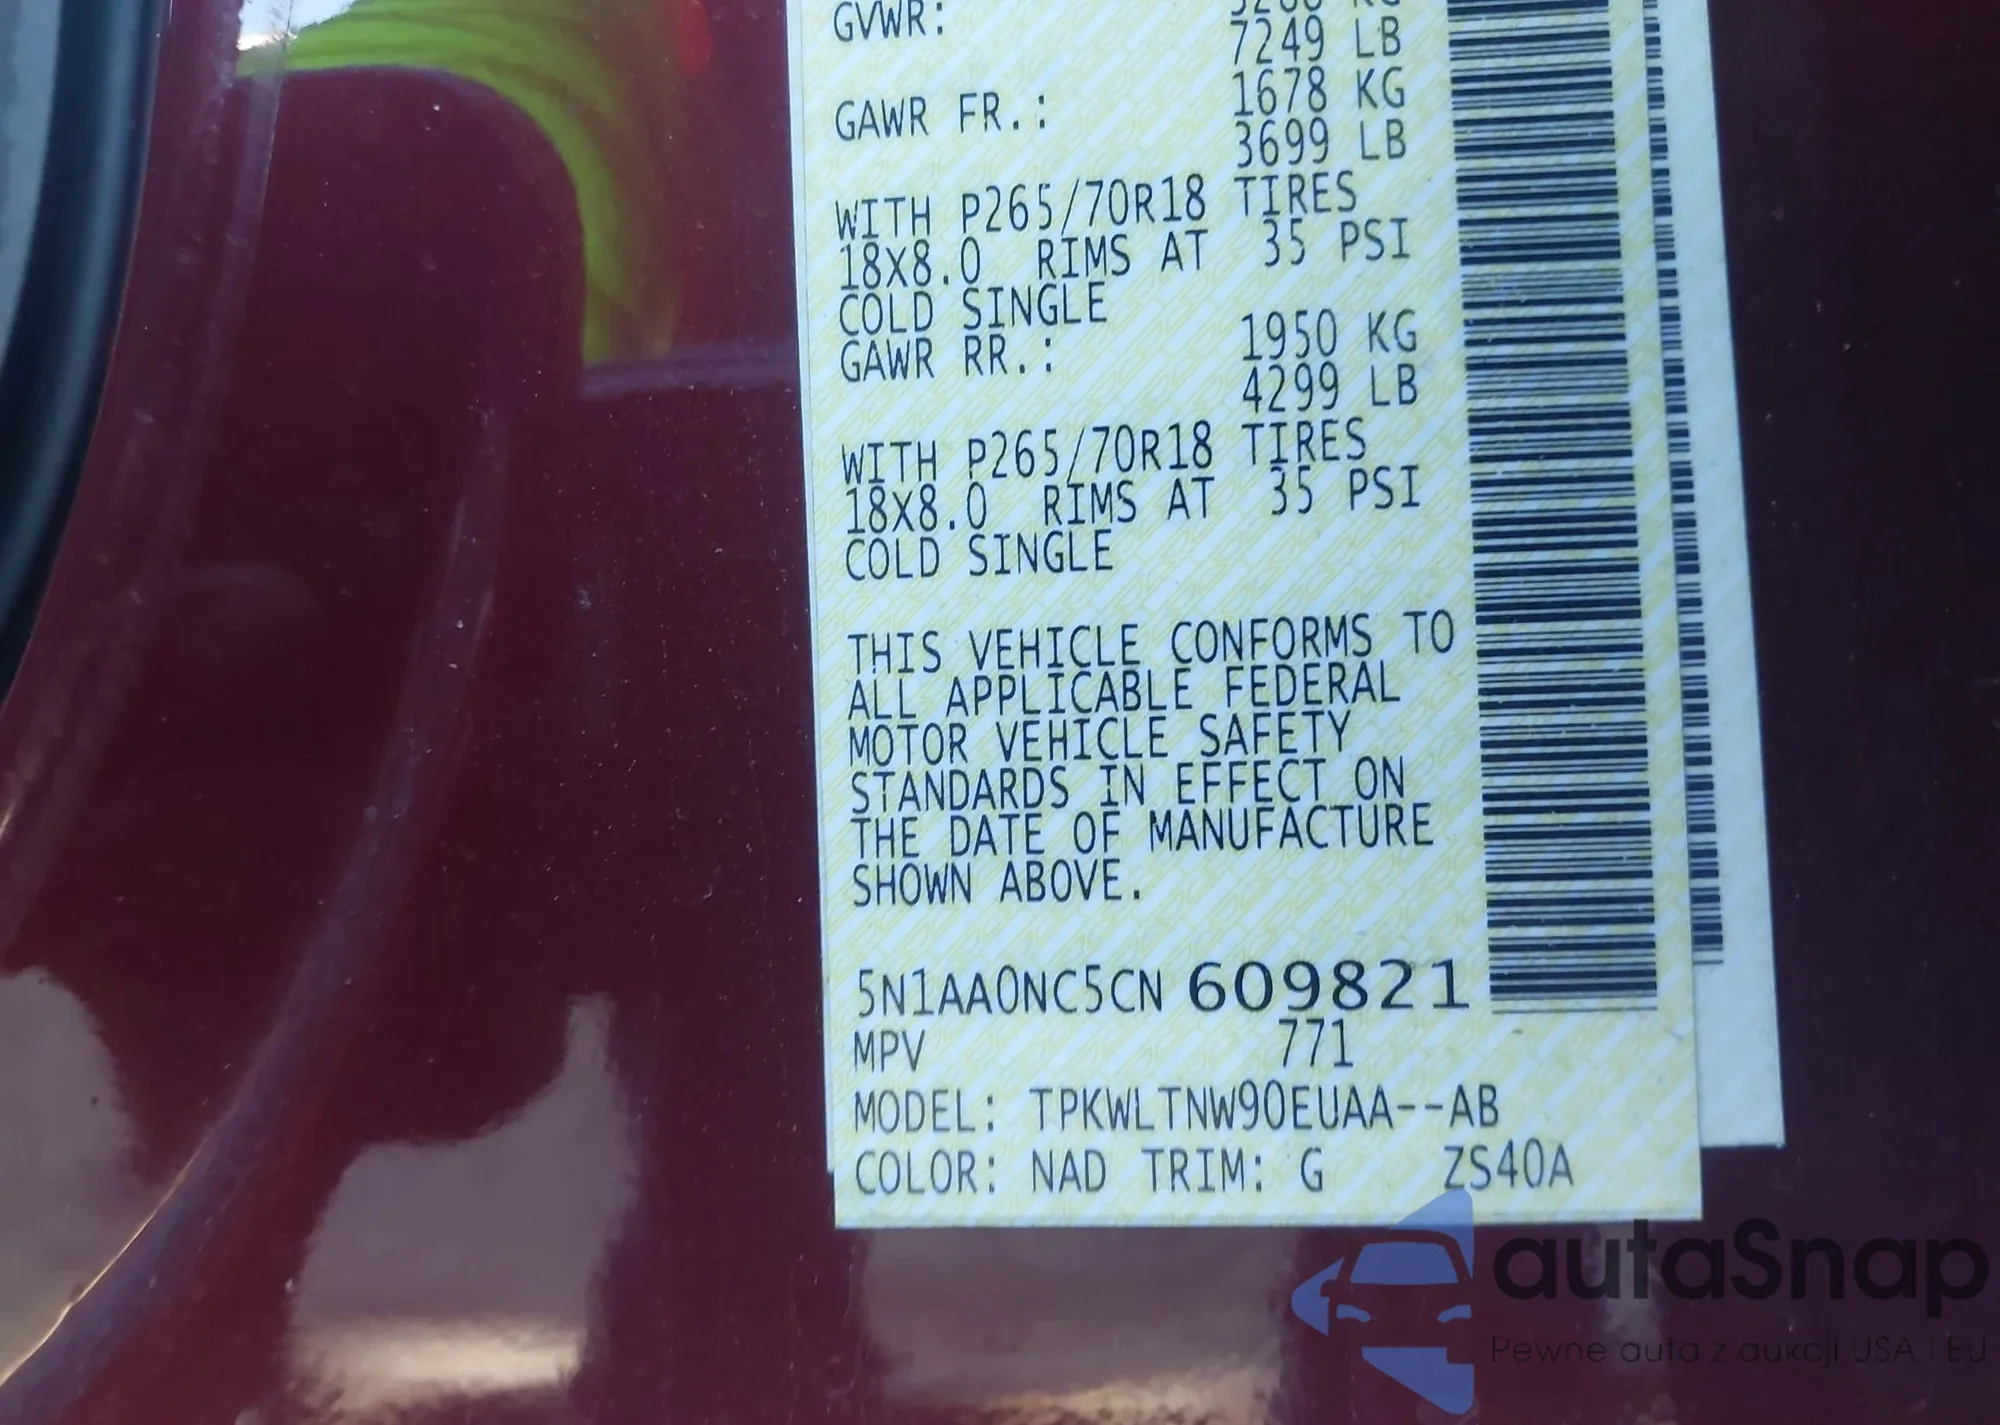 GVWR: 3288 KG
7249 LB
GAWR FR.: 1678 KG
3699 LB
WITH P265/70R18 TIRES
18X8.0 RIMS AT 35 PSI
COLD SINGLE
GAWR RR.: 1950 KG
4299 LB
WITH P265/70R18 TIRES
18X8.0 RIMS AT 35 PSI
COLD SINGLE
THIS VEHICLE CONFORMS TO
ALL APPLICABLE FEDERAL
MOTOR VEHICLE SAFETY
STANDARDS IN EFFECT ON
THE DATE OF MANUFACTURE
SHOWN ABOVE.
5N1AA0NC5CN 609821
MPV 771
MODEL: TPKWLTNW90EUAA--AB
COLOR: NAD TRIM: G ZS40A
autaSnap
Pewne auta z aukcji USA i EU